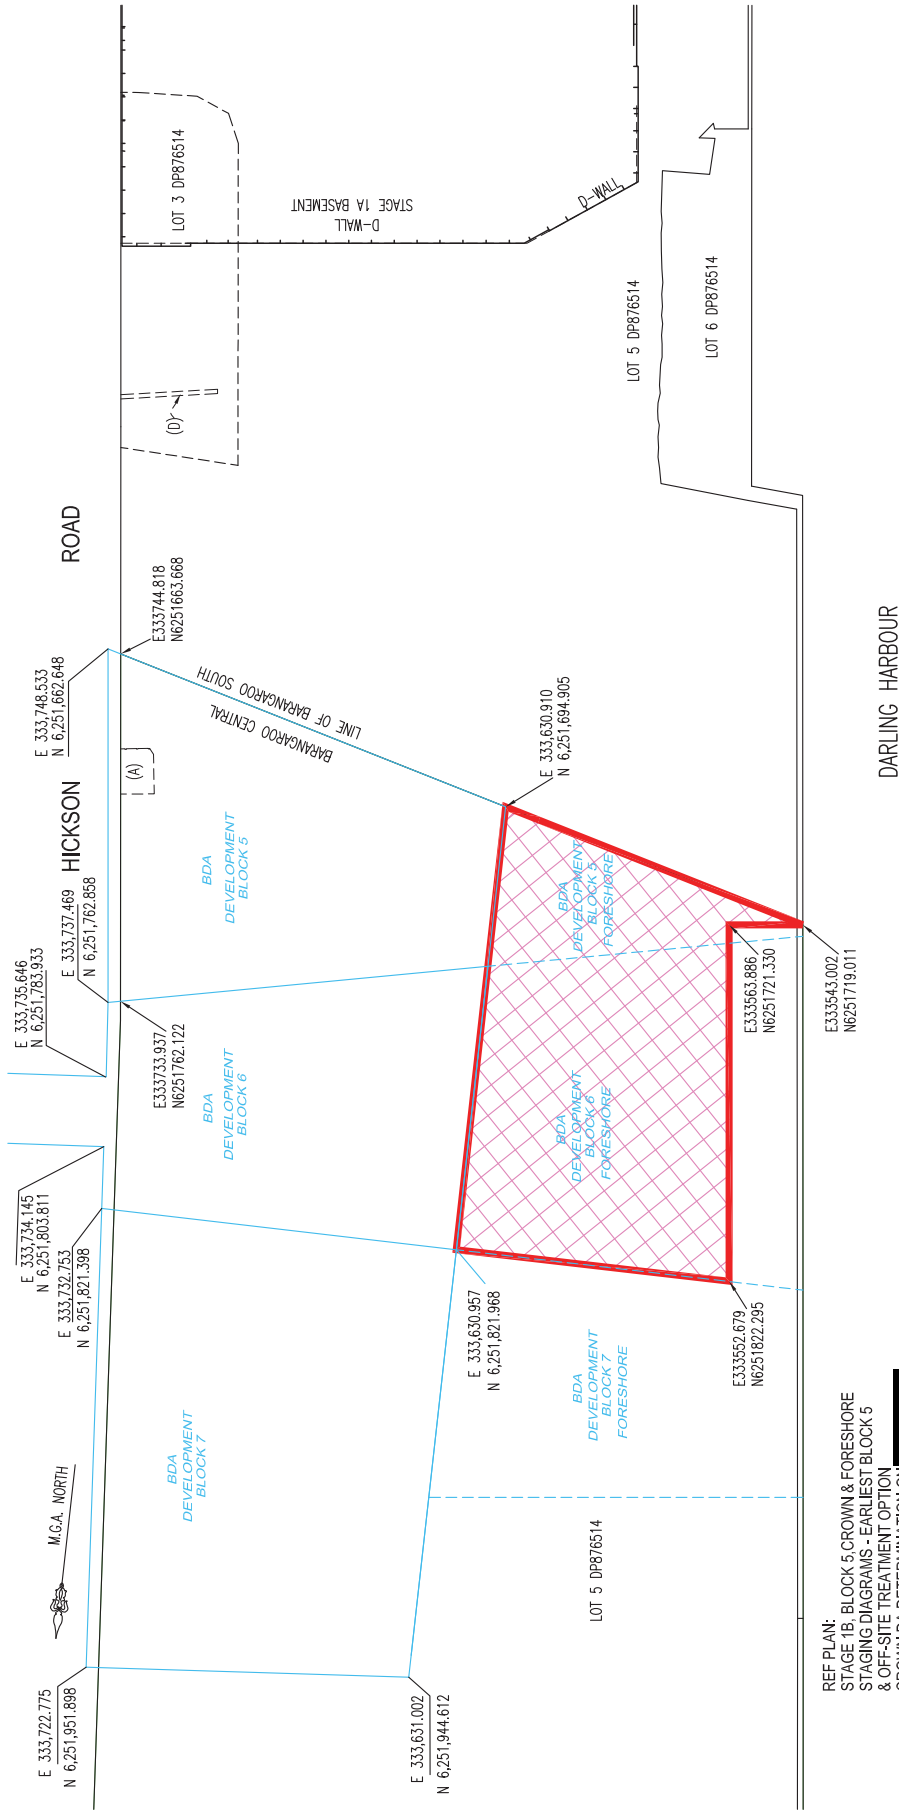 E 333,722.775
N 6,251,951.898
M.G.A. NORTH
E 333,631.002
N 6,251,944.612
BDA
DEVELOPMENT
BLOCK 7
LOT 5 DP876514
E 333,734.145
N 6,251,803.811
E 333,732.753
N 6,251,821.398
E 333,630.957
N 6,251,821.968
BDA
DEVELOPMENT
BLOCK 7
FORESHORE
E333552.679
N6251822.295
E 333,735.646
N 6,251,783.933
E 333,737.469
N 6,251,762.858
E333733.937
N6251762.122
BDA
DEVELOPMENT
BLOCK 6
BDA
DEVELOPMENT
BLOCK 6
FORESHORE
HICKSON ROAD
E 333,748.533
N 6,251,662.648
E333744.818
N6251663.668
(A)
BDA
DEVELOPMENT
BLOCK 5
LINE OF BARANGAROO SOUTH
BARANGAROO CENTRAL
E 333,630.910
N 6,251,694.905
BDA
DEVELOPMENT
BLOCK 5
FORESHORE
E333563.886
N6251721.330
E333543.002
N6251719.011
(D)
LOT 3 DP876514
D-WALL
STAGE 1A BASEMENT
D-WALL
LOT 5 DP876514
LOT 6 DP876514
DARLING HARBOUR
REF PLAN:
STAGE 1B, BLOCK 5,CROWN & FORESHORE
STAGING DIAGRAMS - EARLIEST BLOCK 5
& OFF-SITE TREATMENT OPTION